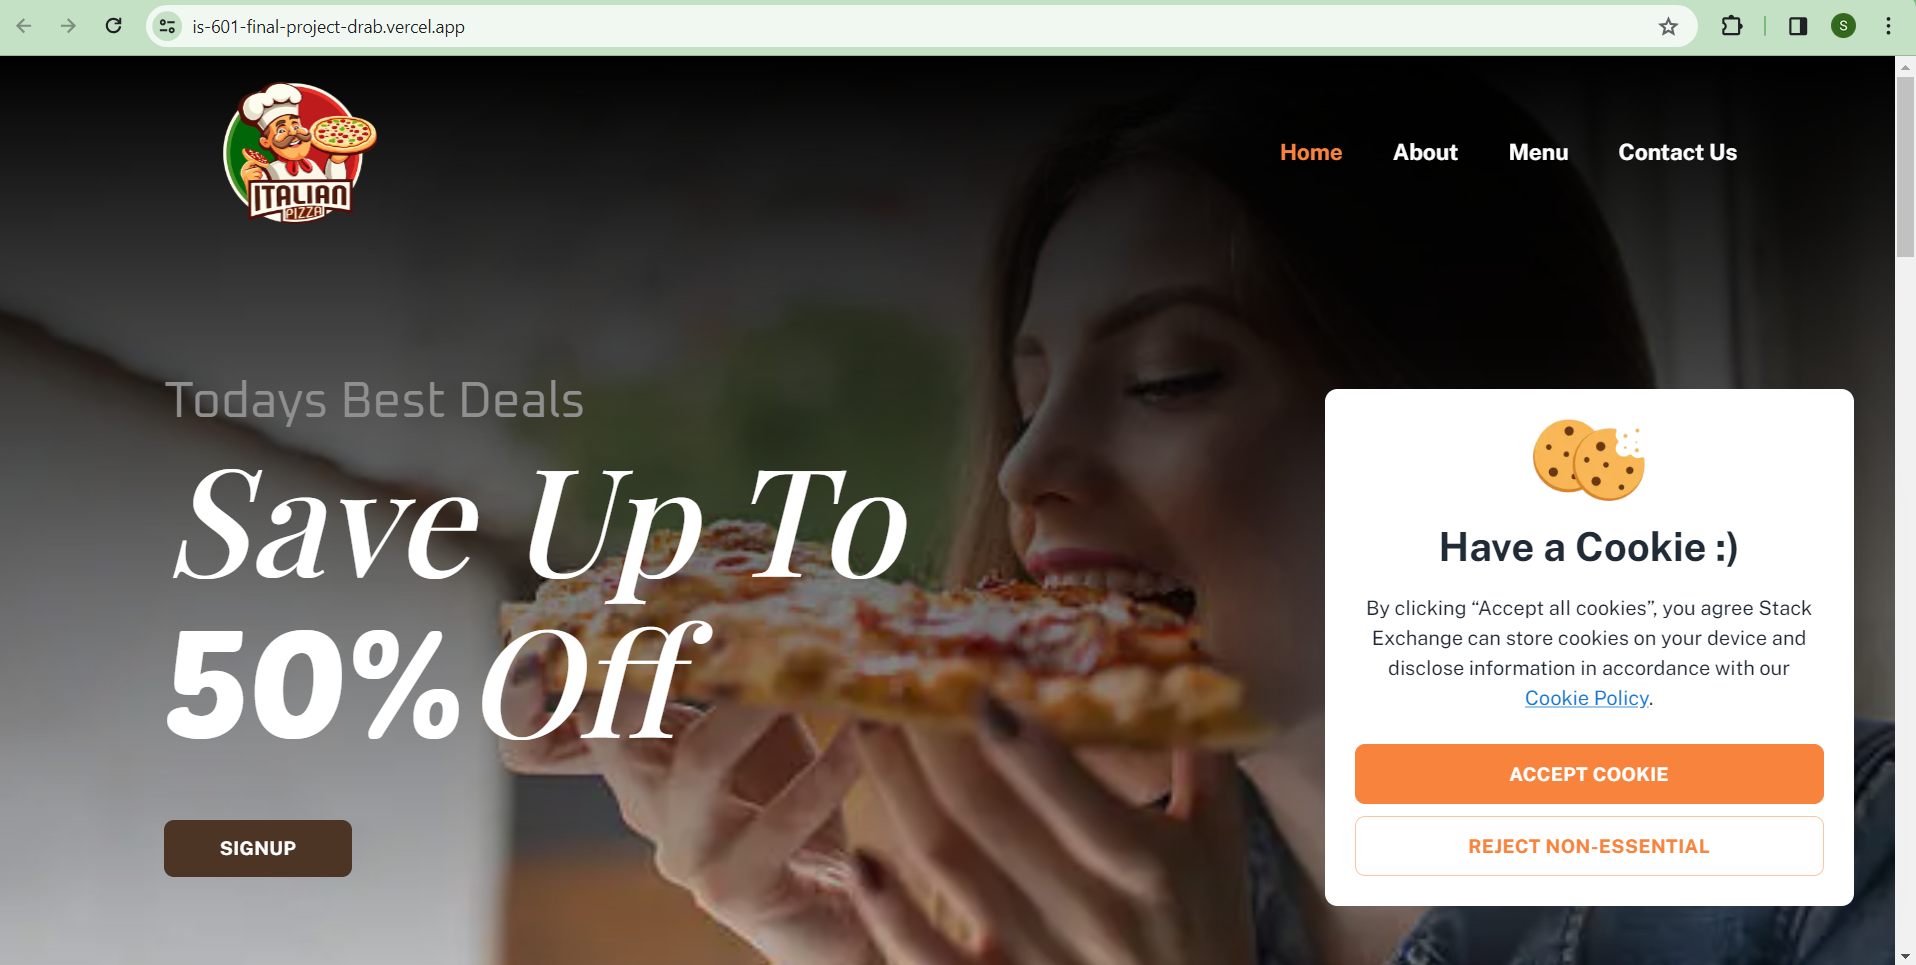 is-601-final-project-drab.vercel.app
S
ITALIAN
PIZZA
Home
About
Menu
Contact Us
Todays Best Deals
Save Up To
50% Off
SIGNUP
Have a Cookie :)
By clicking “Accept all cookies”, you agree Stack
Exchange can store cookies on your device and
disclose information in accordance with our
Cookie Policy.
ACCEPT COOKIE
REJECT NON-ESSENTIAL